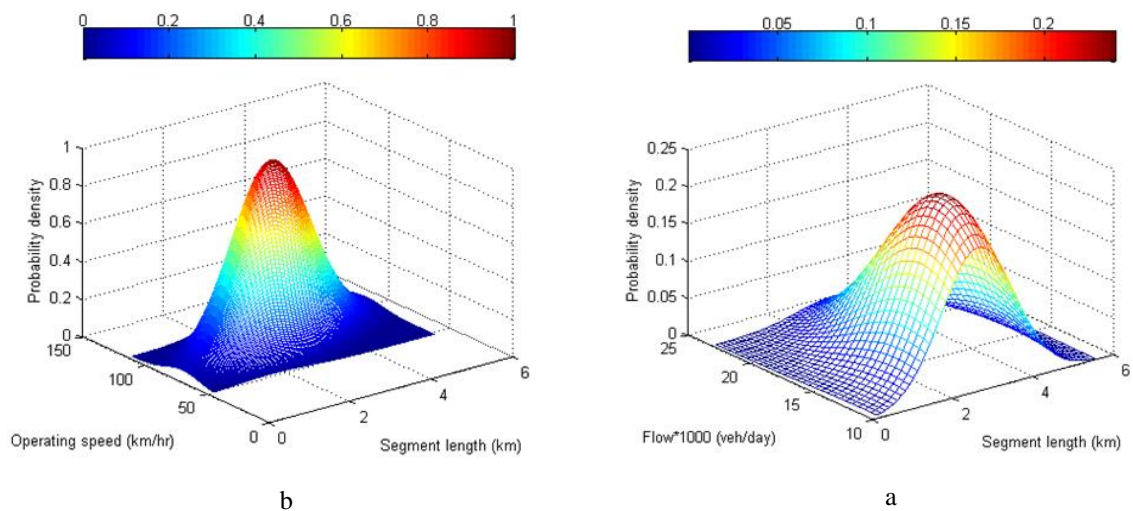 0 0.2 0.4 0.6 0.8 1
0.05 0.1 0.15 0.2
1
0.8
0.6
0.4
0.2
0
Probability density
150
100
50
0
Operating speed (km/hr)
0
2
4
6
Segment length (km)
b
0.25
0.2
0.15
0.1
0.05
0
Probability density
25
20
15
10
Flow*1000 (veh/day)
0
2
4
6
Segment length (km)
a